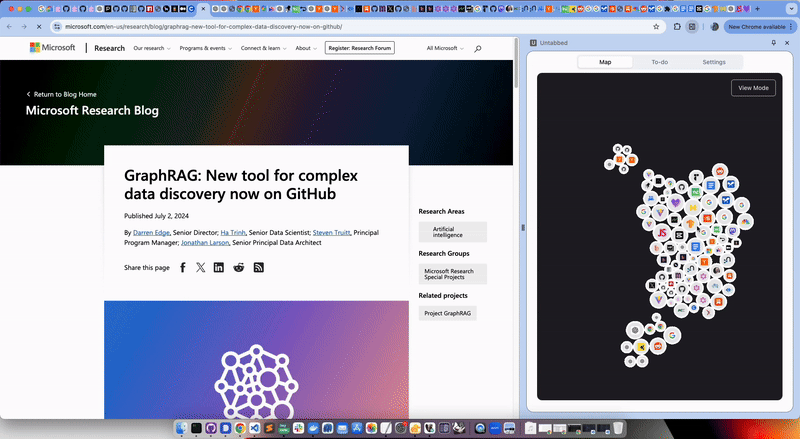 microsoft.com/en-us/research/blog/graphrag-new-tool-for-complex-data-discovery-now-on-github/
New Chrome available
Microsoft
Research
Our research
Programs & events
Connect & learn
About
Register: Research Forum
All Microsoft
Return to Blog Home
Microsoft Research Blog
GraphRAG: New tool for complex
data discovery now on GitHub
Published July 2, 2024
By Darren Edge, Senior Director; Ha Trinh, Senior Data Scientist; Steven Truitt, Principal
Program Manager; Jonathan Larson, Senior Principal Data Architect
Share this page
Research Areas
Artificial
intelligence
Research Groups
Microsoft Research
Special Projects
Related projects
Project GraphRAG
Untabbed
Map
To-do
Settings
View Mode